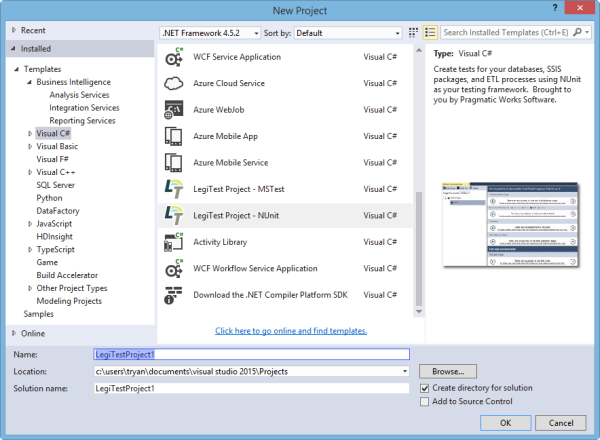 New Project
? ×
Recent
Installed
Templates
Business Intelligence
Analysis Services
Integration Services
Reporting Services
Visual C#
Visual Basic
Visual F#
Visual C++
SQL Server
Python
DataFactory
JavaScript
HDInsight
TypeScript
Game
Build Accelerator
Other Project Types
Modeling Projects
Samples
Online
.NET Framework 4.5.2 Sort by: Default
WCF Service Application Visual C#
Azure Cloud Service Visual C#
Azure WebJob Visual C#
Azure Mobile App Visual C#
Azure Mobile Service Visual C#
LegiTest Project - MSTest Visual C#
LegiTest Project - NUnit Visual C#
Activity Library Visual C#
WCF Workflow Service Application Visual C#
Download the .NET Compiler Platform SDK Visual C#
Click here to go online and find templates.
Search Installed Templates (Ctrl+E)
Type: Visual C#
Create tests for your databases, SSIS
packages, and ETL processes using NUnit
as your testing framework. Brought to
you by Pragmatic Works Software.
Name: LegiTestProject1
Location: c:\users\tryan\documents\visual studio 2015\Projects Browse...
Solution name: LegiTestProject1
Create directory for solution
Add to Source Control
OK Cancel